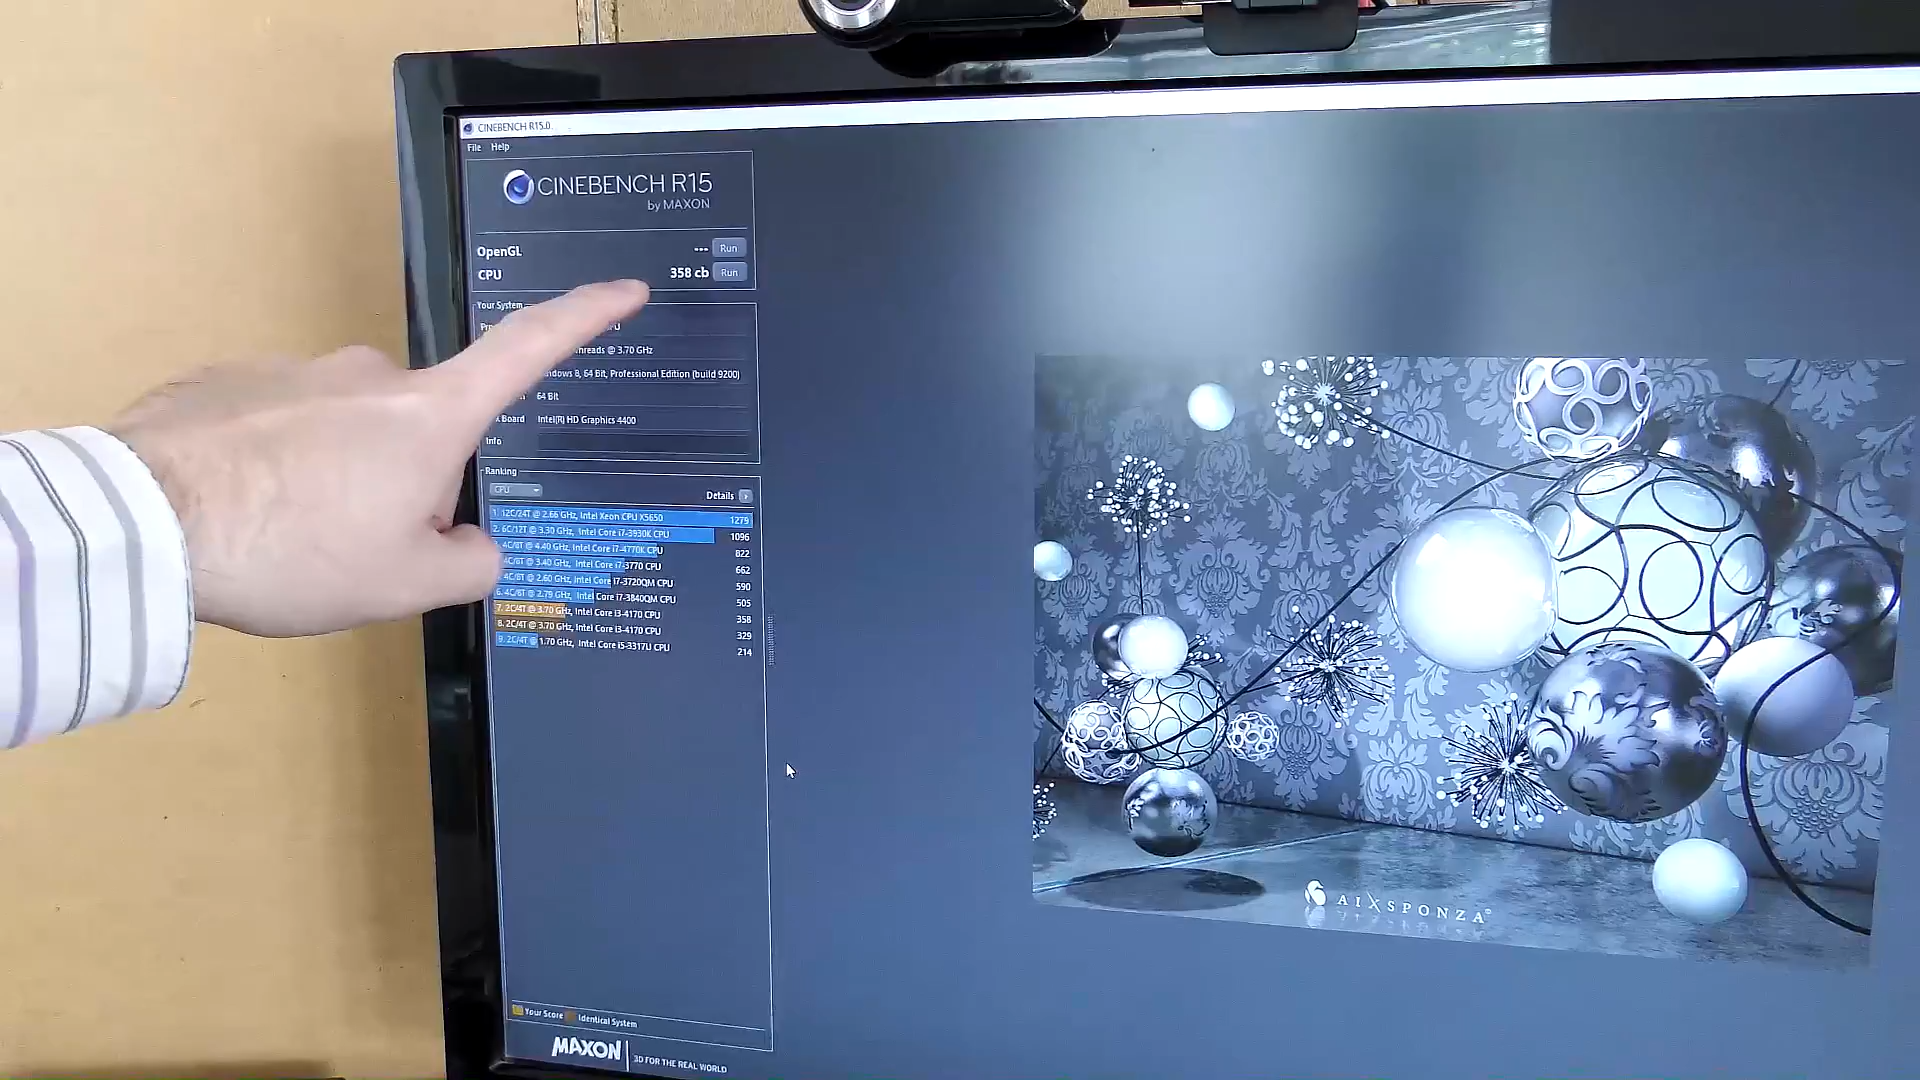 CINEBENCH R15.0
File Help
CINEBENCH R15
by MAXON
OpenGL --- Run
CPU 358 cb Run
Your System
hreads @ 3.70 GHz
ndows 8, 64 Bit, Professional Edition (build 9200)
64 Bit
Board Intel(R) HD Graphics 4400
Info
Ranking
CPU Details
1. 12C/24T @ 2.66 GHz, Intel Xeon CPU X5650 1279
2. 6C/12T @ 3.30 GHz, Intel Core i7-3930K CPU 1096
4C/8T @ 4.40 GHz, Intel Core i7-4770K CPU 822
4C/8T @ 3.40 GHz, Intel Core i7-3770 CPU 662
4C/8T @ 2.60 GHz, Intel Core i7-3720QM CPU 590
6. 4C/8T @ 2.79 GHz, Intel Core i7-3840QM CPU 505
7. 2C/4T @ 3.70 GHz, Intel Core i3-4170 CPU 358
8. 2C/4T @ 3.70 GHz, Intel Core i3-4170 CPU 329
9. 2C/4T @ 1.70 GHz, Intel Core i5-3317U CPU 214
AIXSPONZA®
Your Score Identical System
MAXON 3D FOR THE REAL WORLD